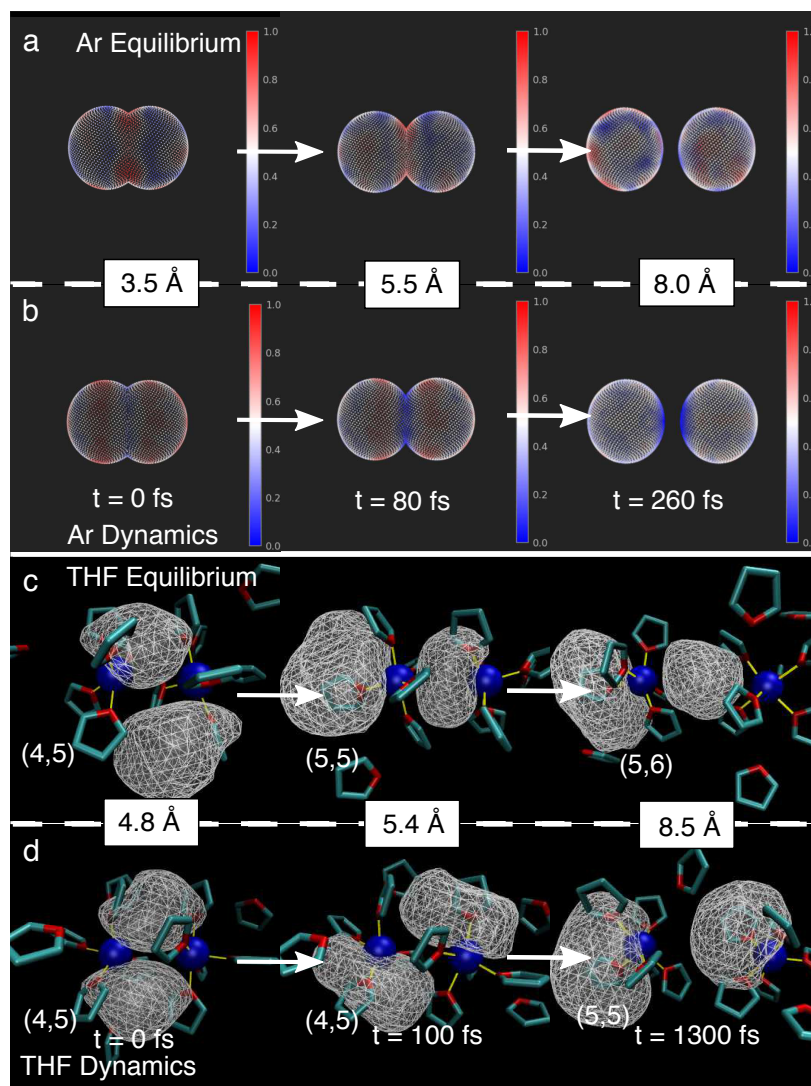 a
Ar Equilibrium
1.0
0.8
0.6
0.4
0.2
0.0
1.0
0.8
0.6
0.4
0.2
0.0
1.0
0.8
0.6
0.4
0.2
0.0
3.5 Å
5.5 Å
8.0 Å
b
1.0
0.8
0.6
0.4
0.2
0.0
1.0
0.8
0.6
0.4
0.2
0.0
1.0
0.8
0.6
0.4
0.2
0.0
t = 0 fs
t = 80 fs
t = 260 fs
Ar Dynamics
c
THF Equilibrium
(4,5)
(5,5)
(5,6)
4.8 Å
5.4 Å
8.5 Å
d
(4,5)
t = 0 fs
(4,5)
t = 100 fs
(5,5)
t = 1300 fs
THF Dynamics